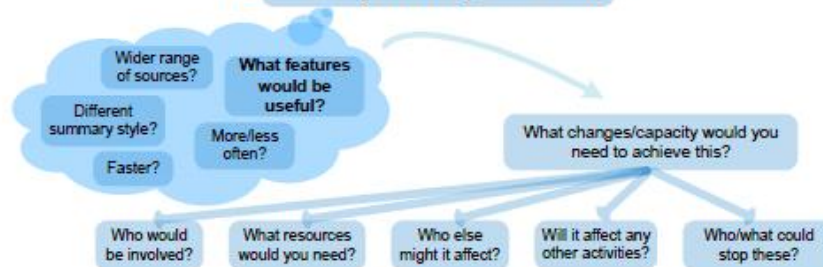 Wider range
of sources?
What features
would be
useful?
Different
summary style?
More/less
often?
Faster?
What changes/capacity would you
need to achieve this?
Who would
be involved?
What resources
would you need?
Who else
might it affect?
Will it affect any
other activities?
Who/what could
stop these?